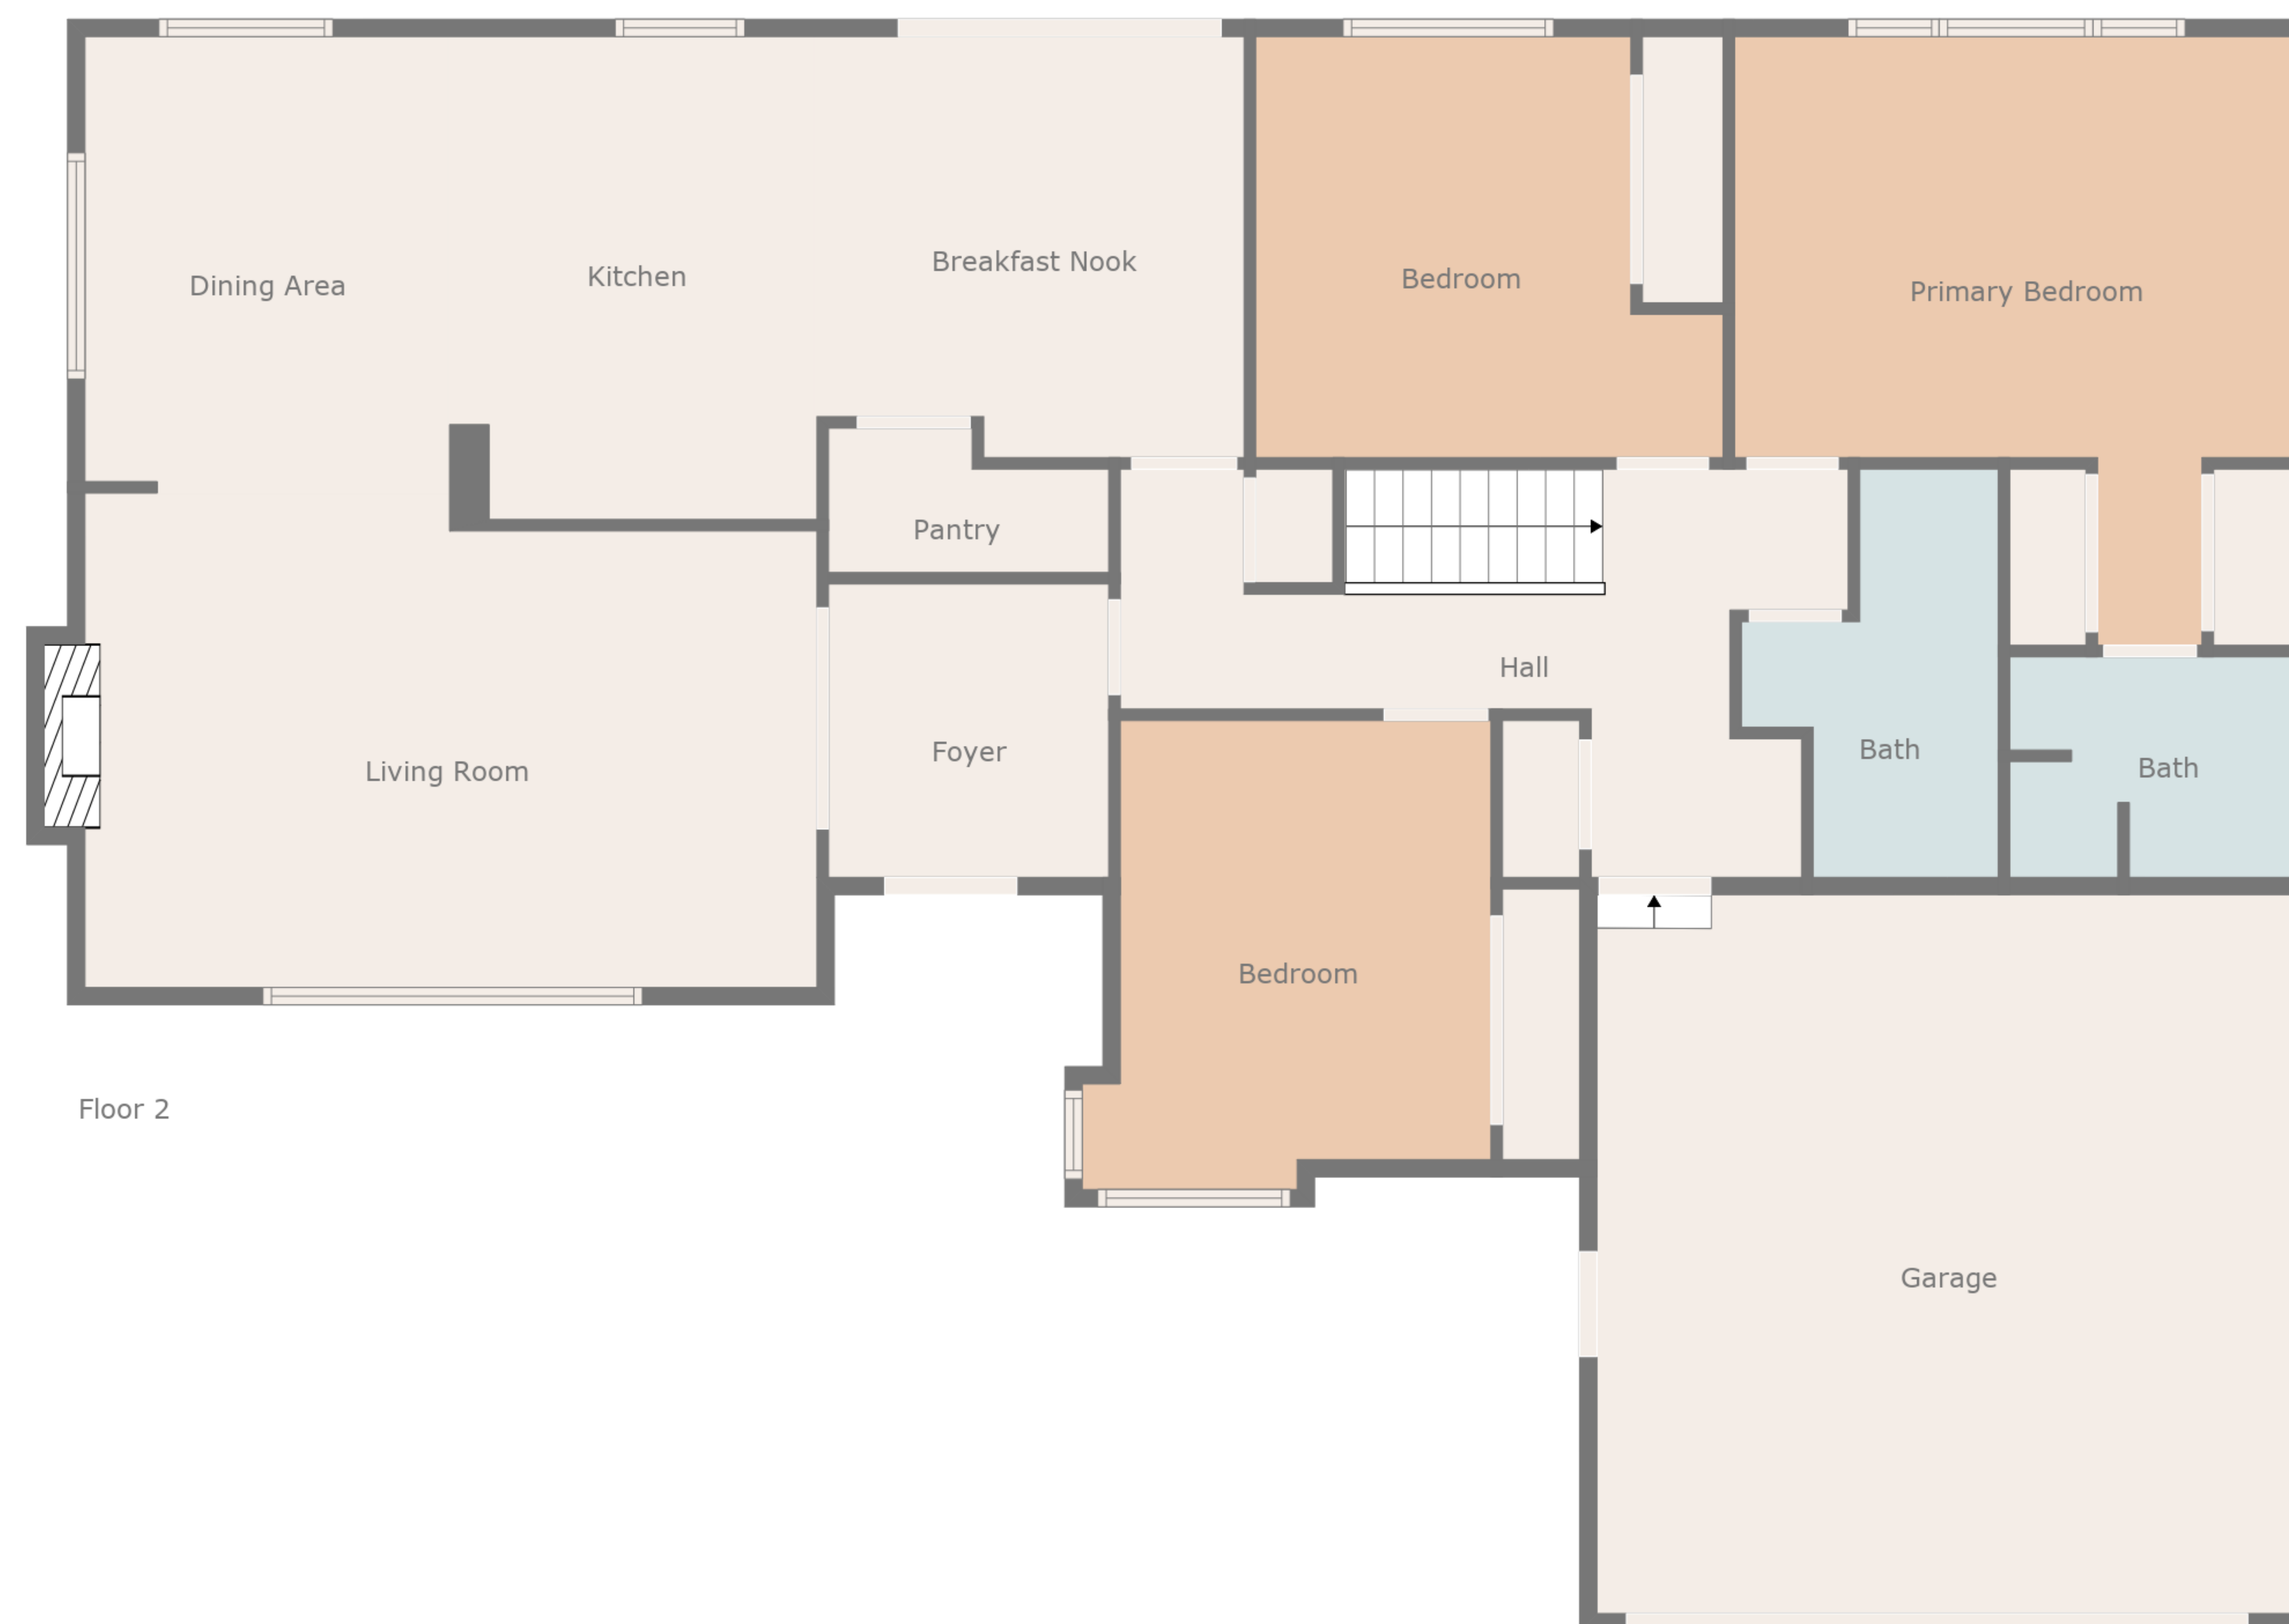 Dining Area
Kitchen
Breakfast Nook
Bedroom
Primary Bedroom
Pantry
Hall
Living Room
Foyer
Bath
Bath
Bedroom
Floor 2
Garage